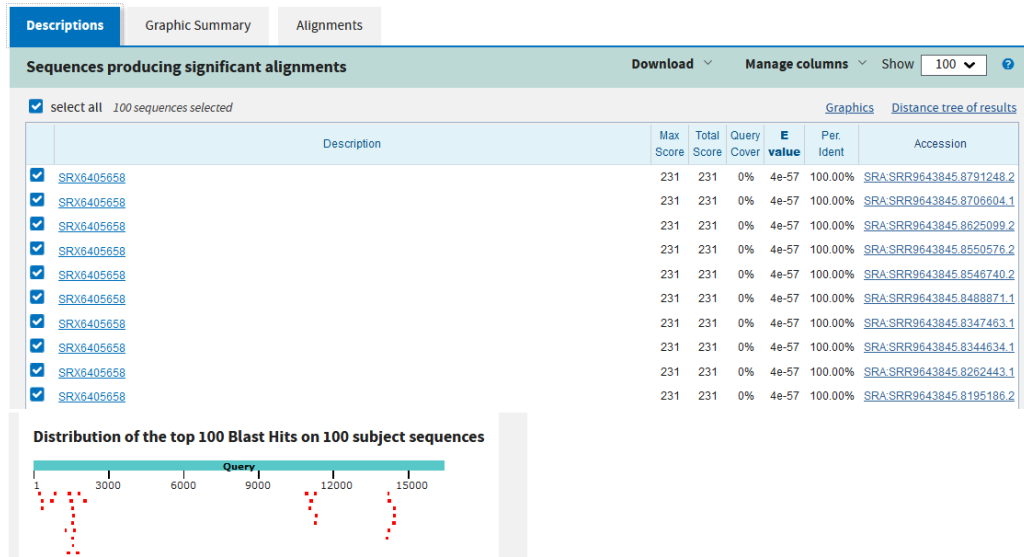 Descriptions Graphic Summary Alignments
Sequences producing significant alignments Download Manage columns Show 100 ?
select all 100 sequences selected Graphics Distance tree of results
Description Max Score Total Score Query Cover E value Per. Ident Accession
SRX6405658 231 231 0% 4e-57 100.00% SRA:SRR9643845.8791248.2
SRX6405658 231 231 0% 4e-57 100.00% SRA:SRR9643845.8706604.1
SRX6405658 231 231 0% 4e-57 100.00% SRA:SRR9643845.8625099.2
SRX6405658 231 231 0% 4e-57 100.00% SRA:SRR9643845.8550576.2
SRX6405658 231 231 0% 4e-57 100.00% SRA:SRR9643845.8546740.2
SRX6405658 231 231 0% 4e-57 100.00% SRA:SRR9643845.8488871.1
SRX6405658 231 231 0% 4e-57 100.00% SRA:SRR9643845.8347463.1
SRX6405658 231 231 0% 4e-57 100.00% SRA:SRR9643845.8344634.1
SRX6405658 231 231 0% 4e-57 100.00% SRA:SRR9643845.8262443.1
SRX6405658 231 231 0% 4e-57 100.00% SRA:SRR9643845.8195186.2
Distribution of the top 100 Blast Hits on 100 subject sequences
Query
1 3000 6000 9000 12000 15000